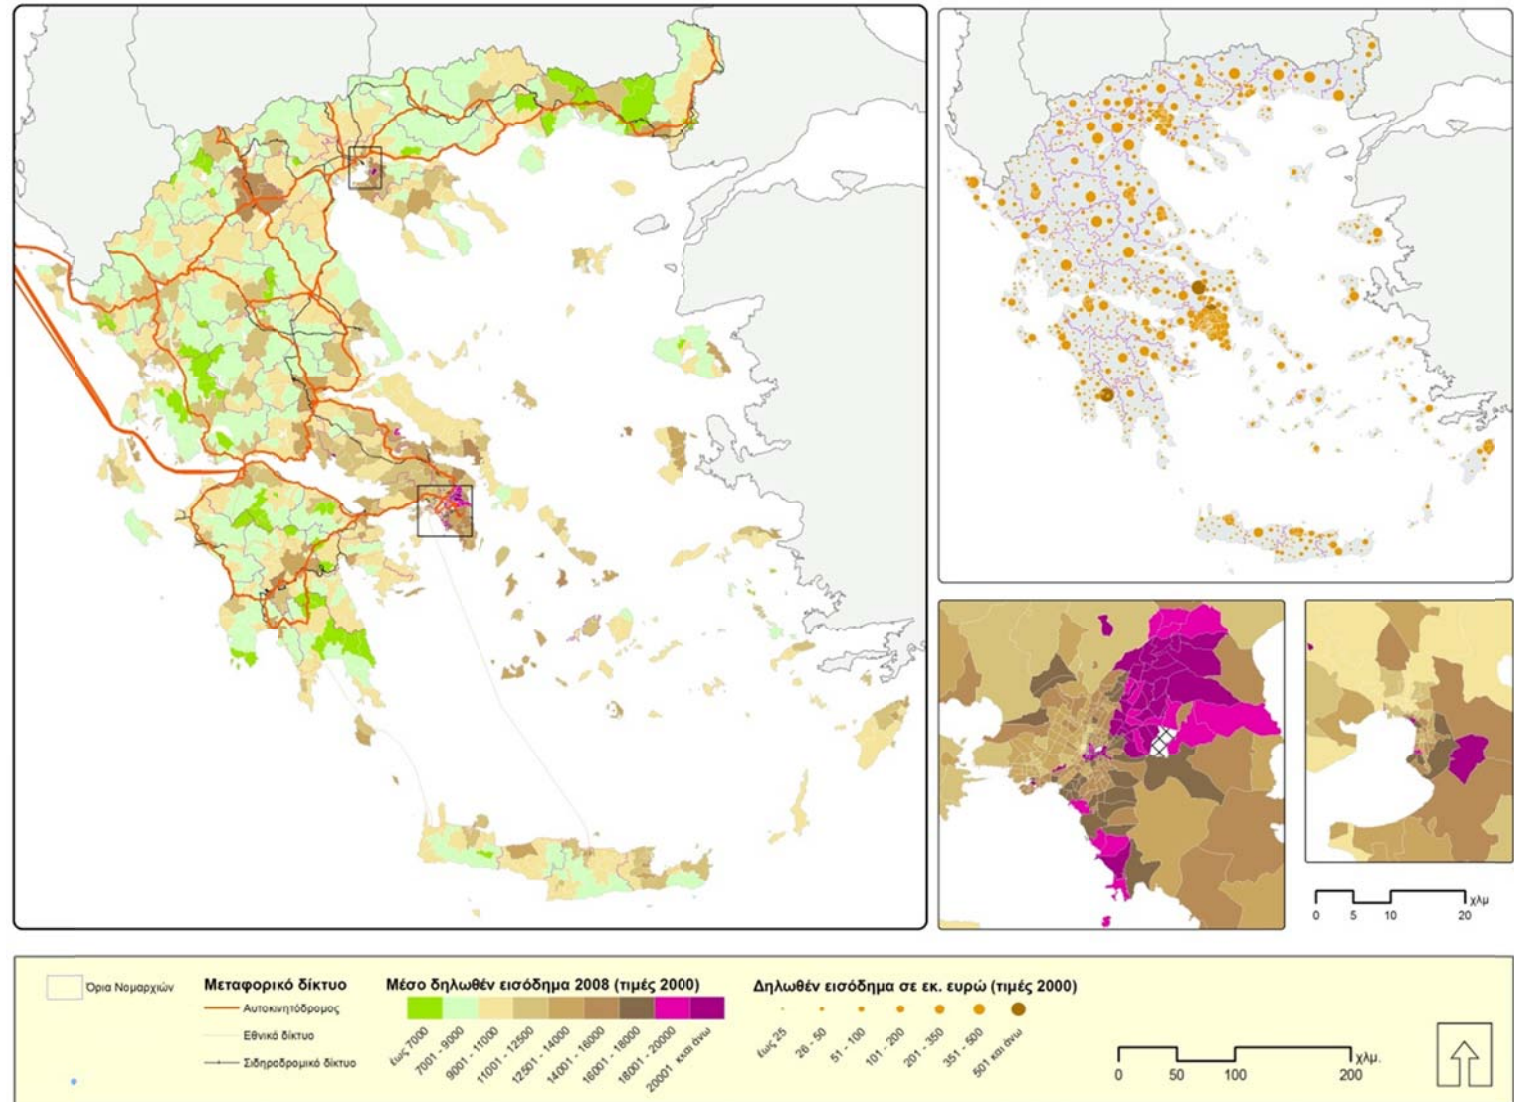 χλμ
0 5 10 20
Όρια Νομαρχιών
Μεταφορικό δίκτυο
Αυτοκινητόδρομος
Εθνικό δίκτυο
Σιδηροδρομικό δίκτυο
Μέσο δηλωθέν εισόδημα 2008 (τιμές 2000)
έως 7000
7001 - 9000
9001 - 11000
11001 - 12500
12501 - 14000
14001 - 16000
16001 - 18000
18001 - 20000
20001 και άνω
Δηλωθέν εισόδημα σε εκ. ευρώ (τιμές 2000)
έως 25
26 - 50
51 - 100
101 - 200
201 - 350
351 - 500
501 και άνω
χλμ.
0 50 100 200